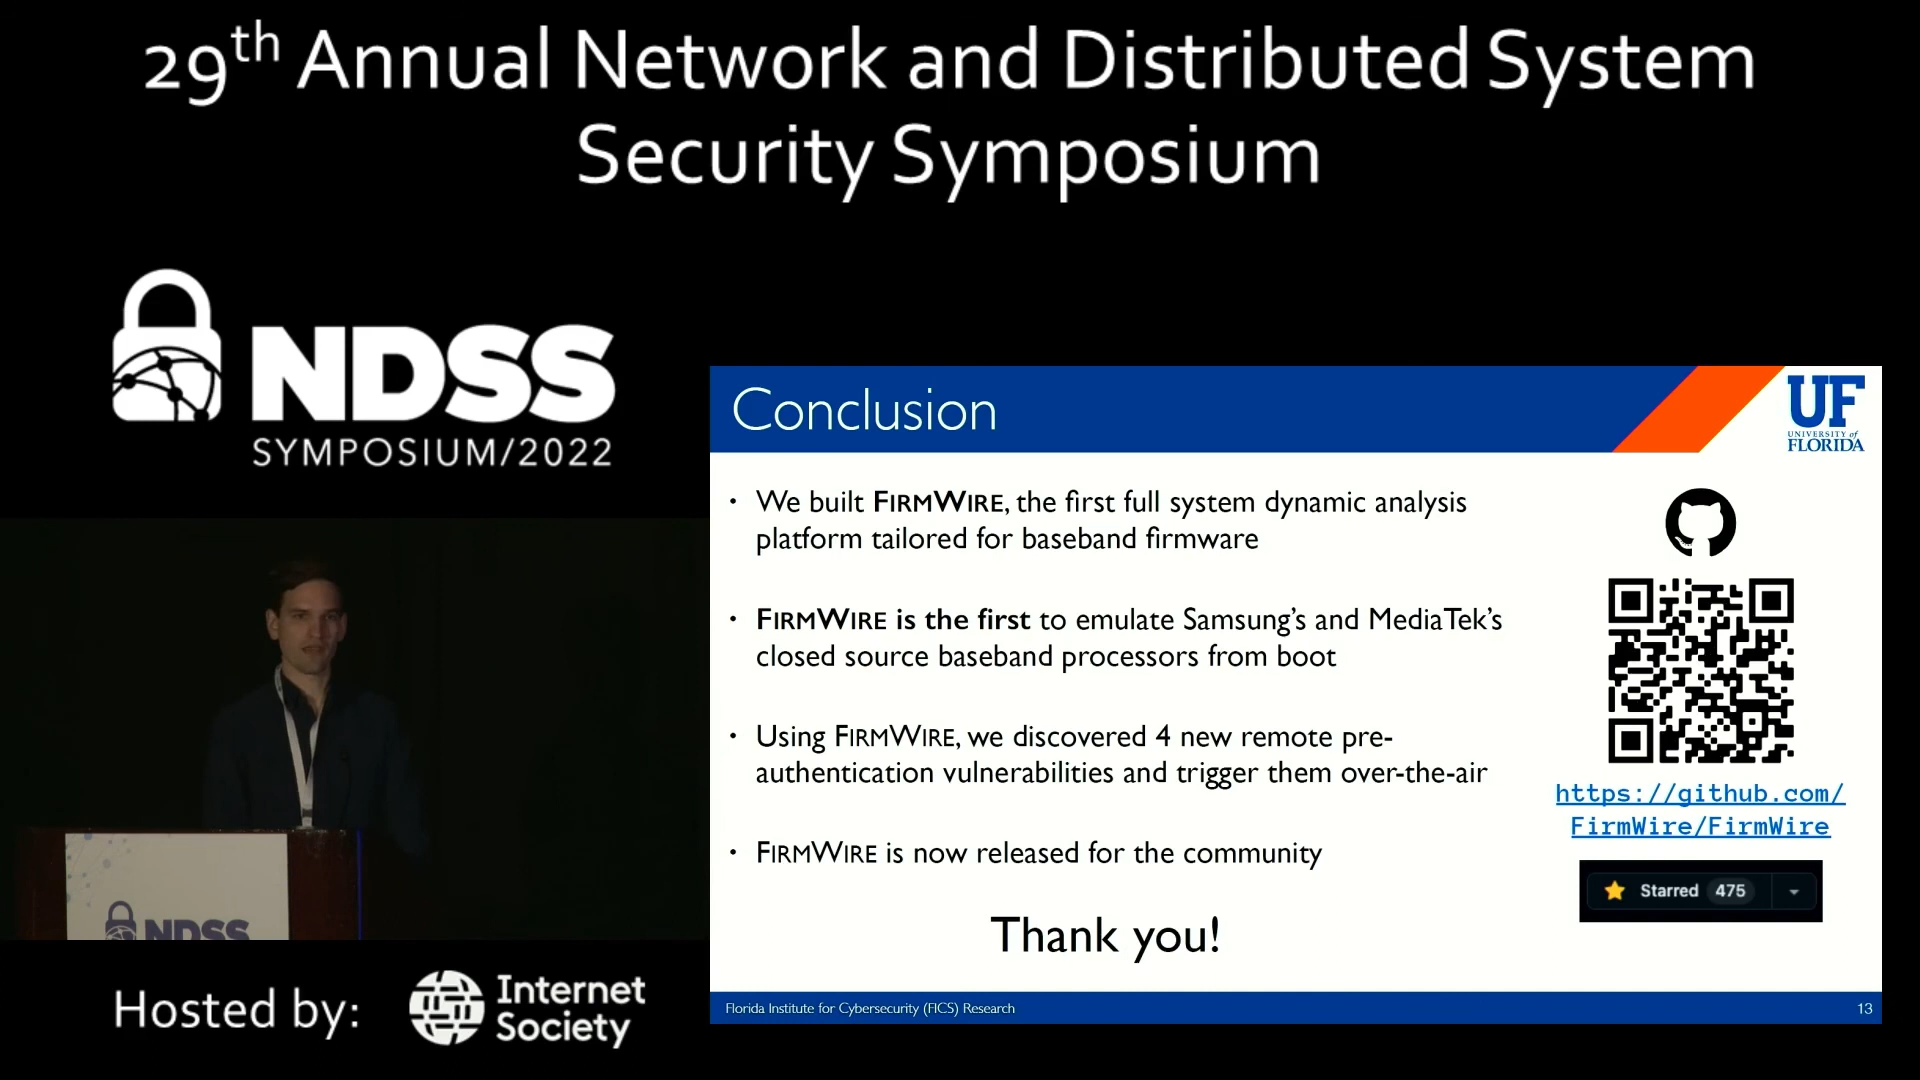 29th Annual Network and Distributed System
Security Symposium
NDSS
SYMPOSIUM/2022
Conclusion
UF
UNIVERSITY of
FLORIDA
• We built FIRMWIRE, the first full system dynamic analysis
platform tailored for baseband firmware
• FIRMWIRE is the first to emulate Samsung’s and MediaTek’s
closed source baseband processors from boot
• Using FIRMWIRE, we discovered 4 new remote pre-
authentication vulnerabilities and trigger them over-the-air
• FIRMWIRE is now released for the community
Thank you!
https://github.com/
FirmWire/FirmWire
Starred 475
Florida Institute for Cybersecurity (FICS) Research
13
NDSS
Hosted by:
Internet
Society